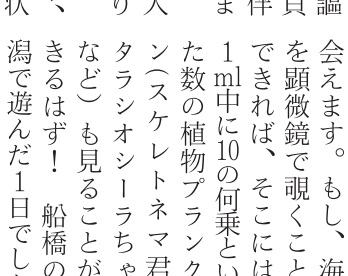 会えます。もし、海
を顕微鏡で覗くこと
できれば、そこには
1ml中に10の何乗とい
た数の植物プランク
ン(スケレトネマ君
タラシオシーラちゃ
など）も見ることが
きるはず！ 船橋の
潟で遊んだ1日でし